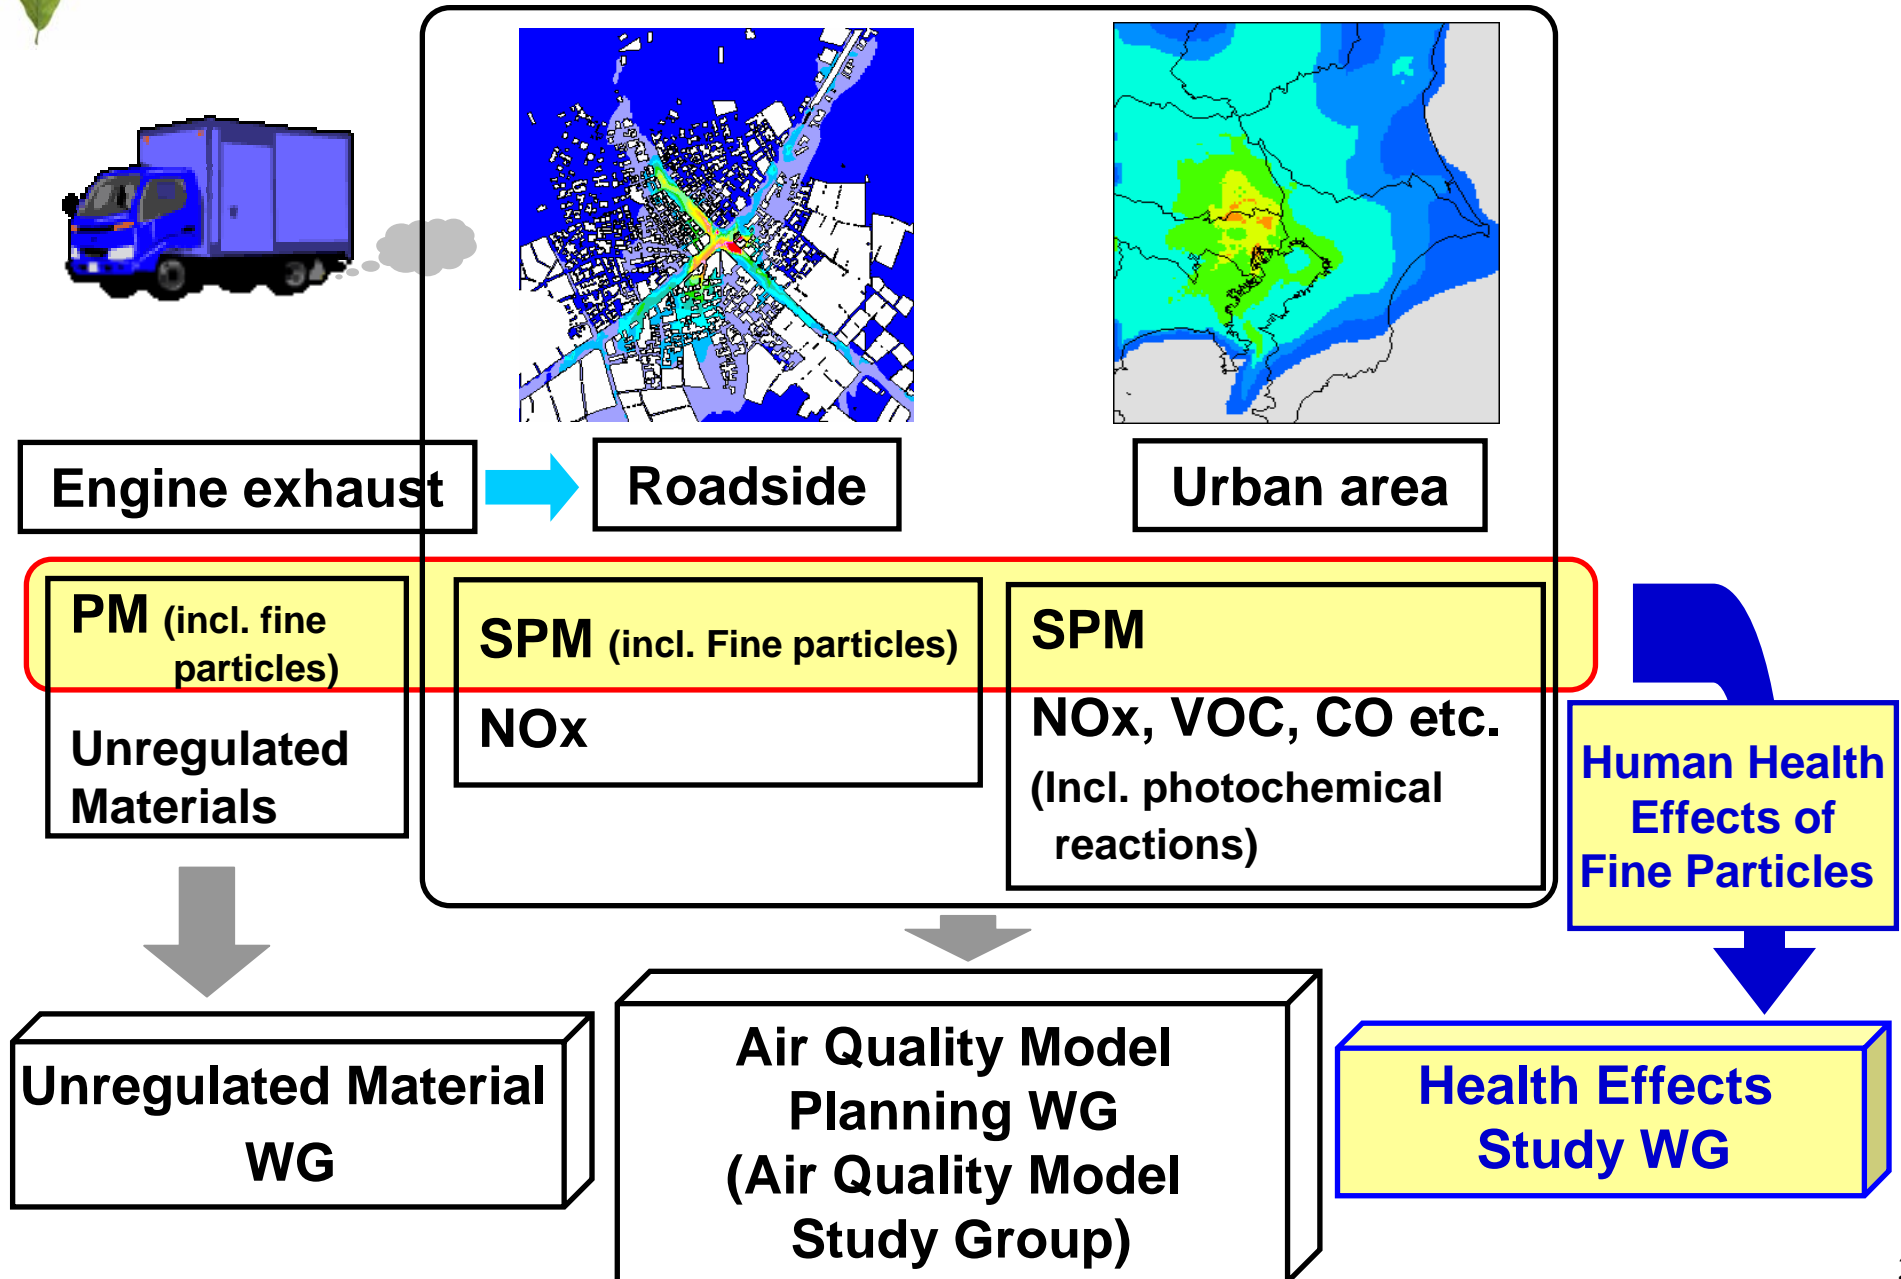 Engine exhaust
Roadside
Urban area
PM (incl. fine
particles)
Unregulated
Materials
SPM (incl. Fine particles)
NOx
SPM
NOx, VOC, CO etc.
(Incl. photochemical
reactions)
Human Health
Effects of
Fine Particles
Unregulated Material
WG
Air Quality Model
Planning WG
(Air Quality Model
Study Group)
Health Effects
Study WG